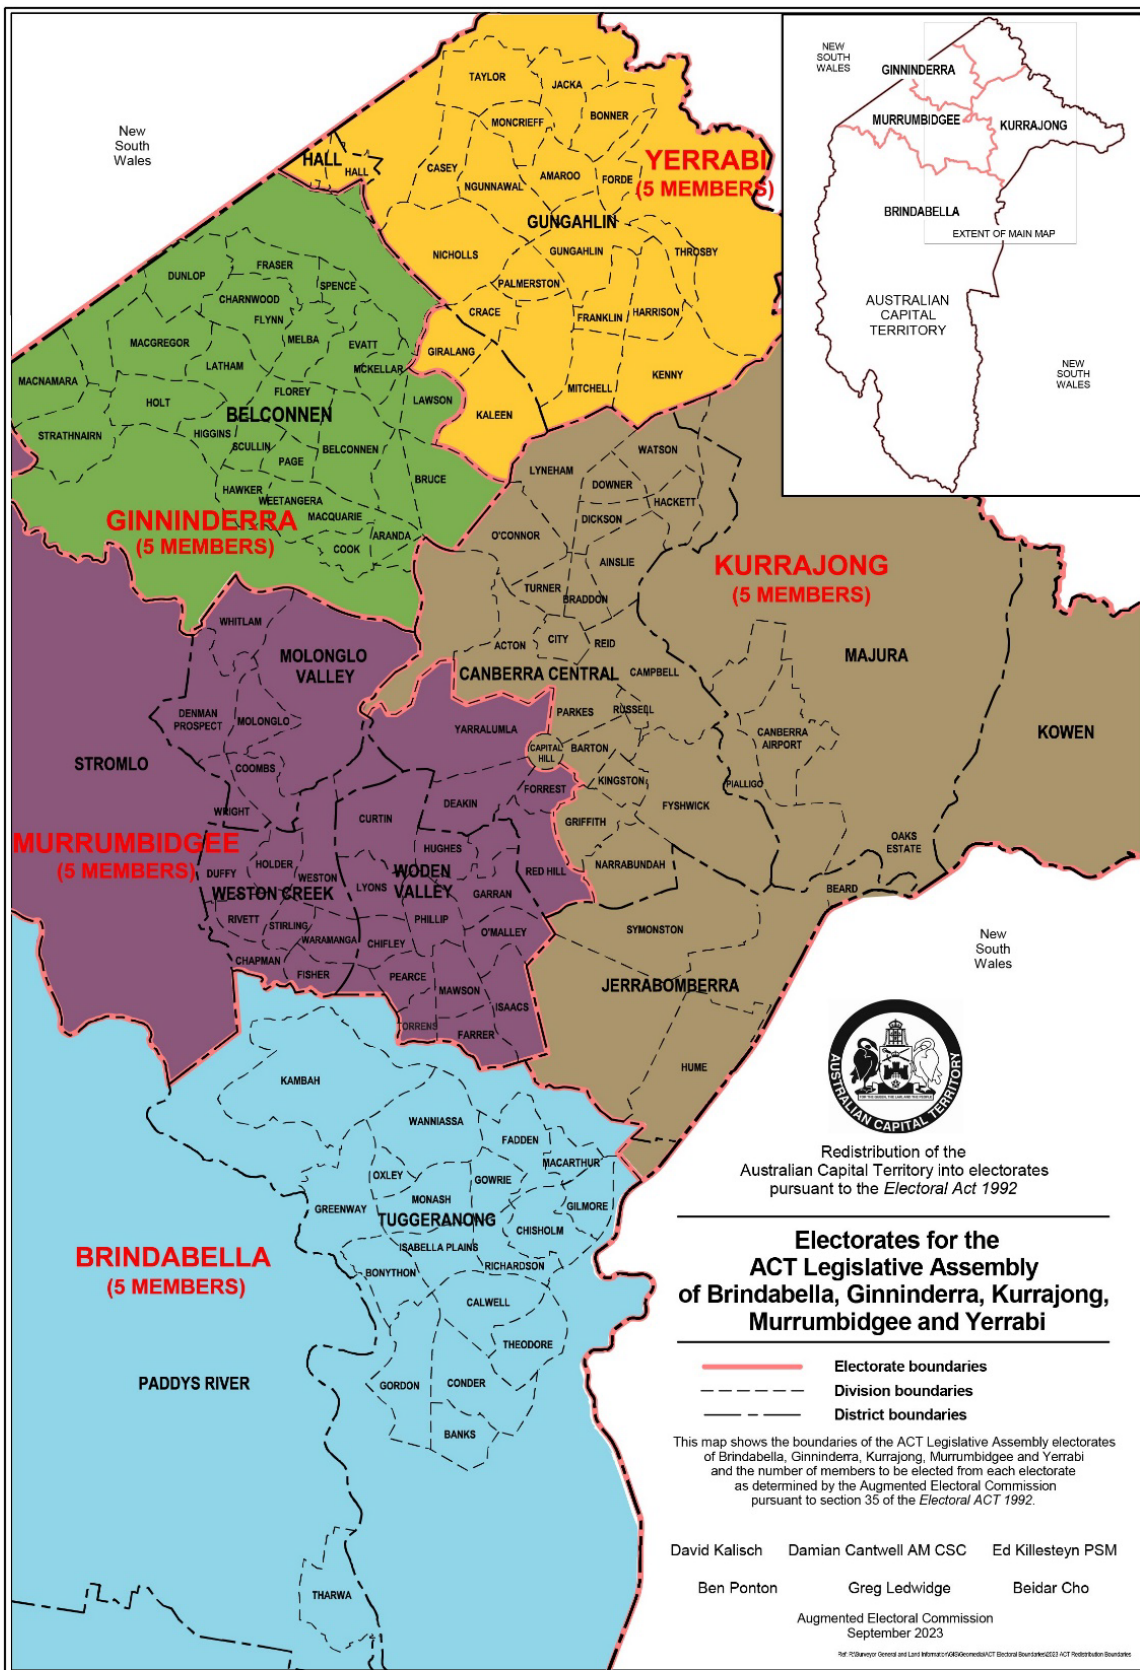 New
South
Wales
TAYLOR
JACKA
BONNER
MONCRIEFF
HALL
HALL
CASEY
NGUNNAWAL
AMAROO
FORDE
YERRABI
(5 MEMBERS)
GUNGAHLIN
NICHOLLS
GUNGAHLIN
THROSBY
PALMERSTON
CRACE
FRANKLIN
HARRISON
GIRALANG
MITCHELL
KENNY
KALEEN
NEW
SOUTH
WALES
GINNINDERRA
MURRUMBIDGEE
KURRAJONG
BRINDABELLA
EXTENT OF MAIN MAP
AUSTRALIAN
CAPITAL
TERRITORY
NEW
SOUTH
WALES
DUNLOP
FRASER
SPENCE
CHARNWOOD
FLYNN
MACGREGOR
MELBA
EVATT
LATHAM
MCKELLAR
MACNAMARA
HOLT
FLOREY
LAWSON
BELCONNEN
STRATHNAIRN
HIGGINS
SCULLIN
PAGE
BELCONNEN
HAWKER
WEETANGERA
BRUCE
MACQUARIE
GINNINDERRA
(5 MEMBERS)
COOK
ARANDA
WATSON
LYNEHAM
DOWNER
HACKETT
DICKSON
O'CONNOR
AINSLIE
KURRAJONG
(5 MEMBERS)
TURNER
BRADDON
ACTON
CITY
REID
CANBERRA CENTRAL
CAMPBELL
MAJURA
PARKES
RUSSELL
CAPITAL
HILL
BARTON
CANBERRA
AIRPORT
KOWEN
KINGSTON
PIALLIGO
FYSHWICK
GRIFFITH
OAKS
ESTATE
NARRABUNDAH
BEARD
SYMONSTON
JERRABOMBERRA
HUME
WHITLAM
MOLONGLO
VALLEY
DENMAN
PROSPECT
MOLONGLO
YARRALUMLA
STROMLO
COOMBS
WRIGHT
CURTIN
DEAKIN
FORREST
MURRUMBIDGEE
(5 MEMBERS)
HUGHES
DUFFY
HOLDER
WESTON
LYONS
WODEN
VALLEY
RED HILL
WESTON CREEK
GARRAN
RIVETT
STIRLING
PHILLIP
O'MALLEY
WARAMANGA
CHIFLEY
CHAPMAN
FISHER
PEARCE
MAWSON
ISAACS
TORRENS
FARRER
KAMBAH
WANNIASSA
FADDEN
MACARTHUR
OXLEY
GOWRIE
MONASH
GREENWAY
GILMORE
TUGGERANONG
CHISHOLM
ISABELLA PLAINS
BRINDABELLA
(5 MEMBERS)
BONYTHON
RICHARDSON
CALWELL
THEODORE
PADDYS RIVER
GORDON
CONDER
BANKS
THARWA
New
South
Wales
AUSTRALIAN CAPITAL TERRITORY
FOR THE QUEEN, THE LAW, AND THE PEOPLE
Redistribution of the
Australian Capital Territory into electorates
pursuant to the Electoral Act 1992
Electorates for the
ACT Legislative Assembly
of Brindabella, Ginninderra, Kurrajong,
Murrumbidgee and Yerrabi
Electorate boundaries
Division boundaries
District boundaries
This map shows the boundaries of the ACT Legislative Assembly electorates
of Brindabella, Ginninderra, Kurrajong, Murrumbidgee and Yerrabi
and the number of members to be elected from each electorate
as determined by the Augmented Electoral Commission
pursuant to section 35 of the Electoral ACT 1992.
David Kalisch Damian Cantwell AM CSC Ed Killesteyn PSM
Ben Ponton Greg Ledwidge Beidar Cho
Augmented Electoral Commission
September 2023